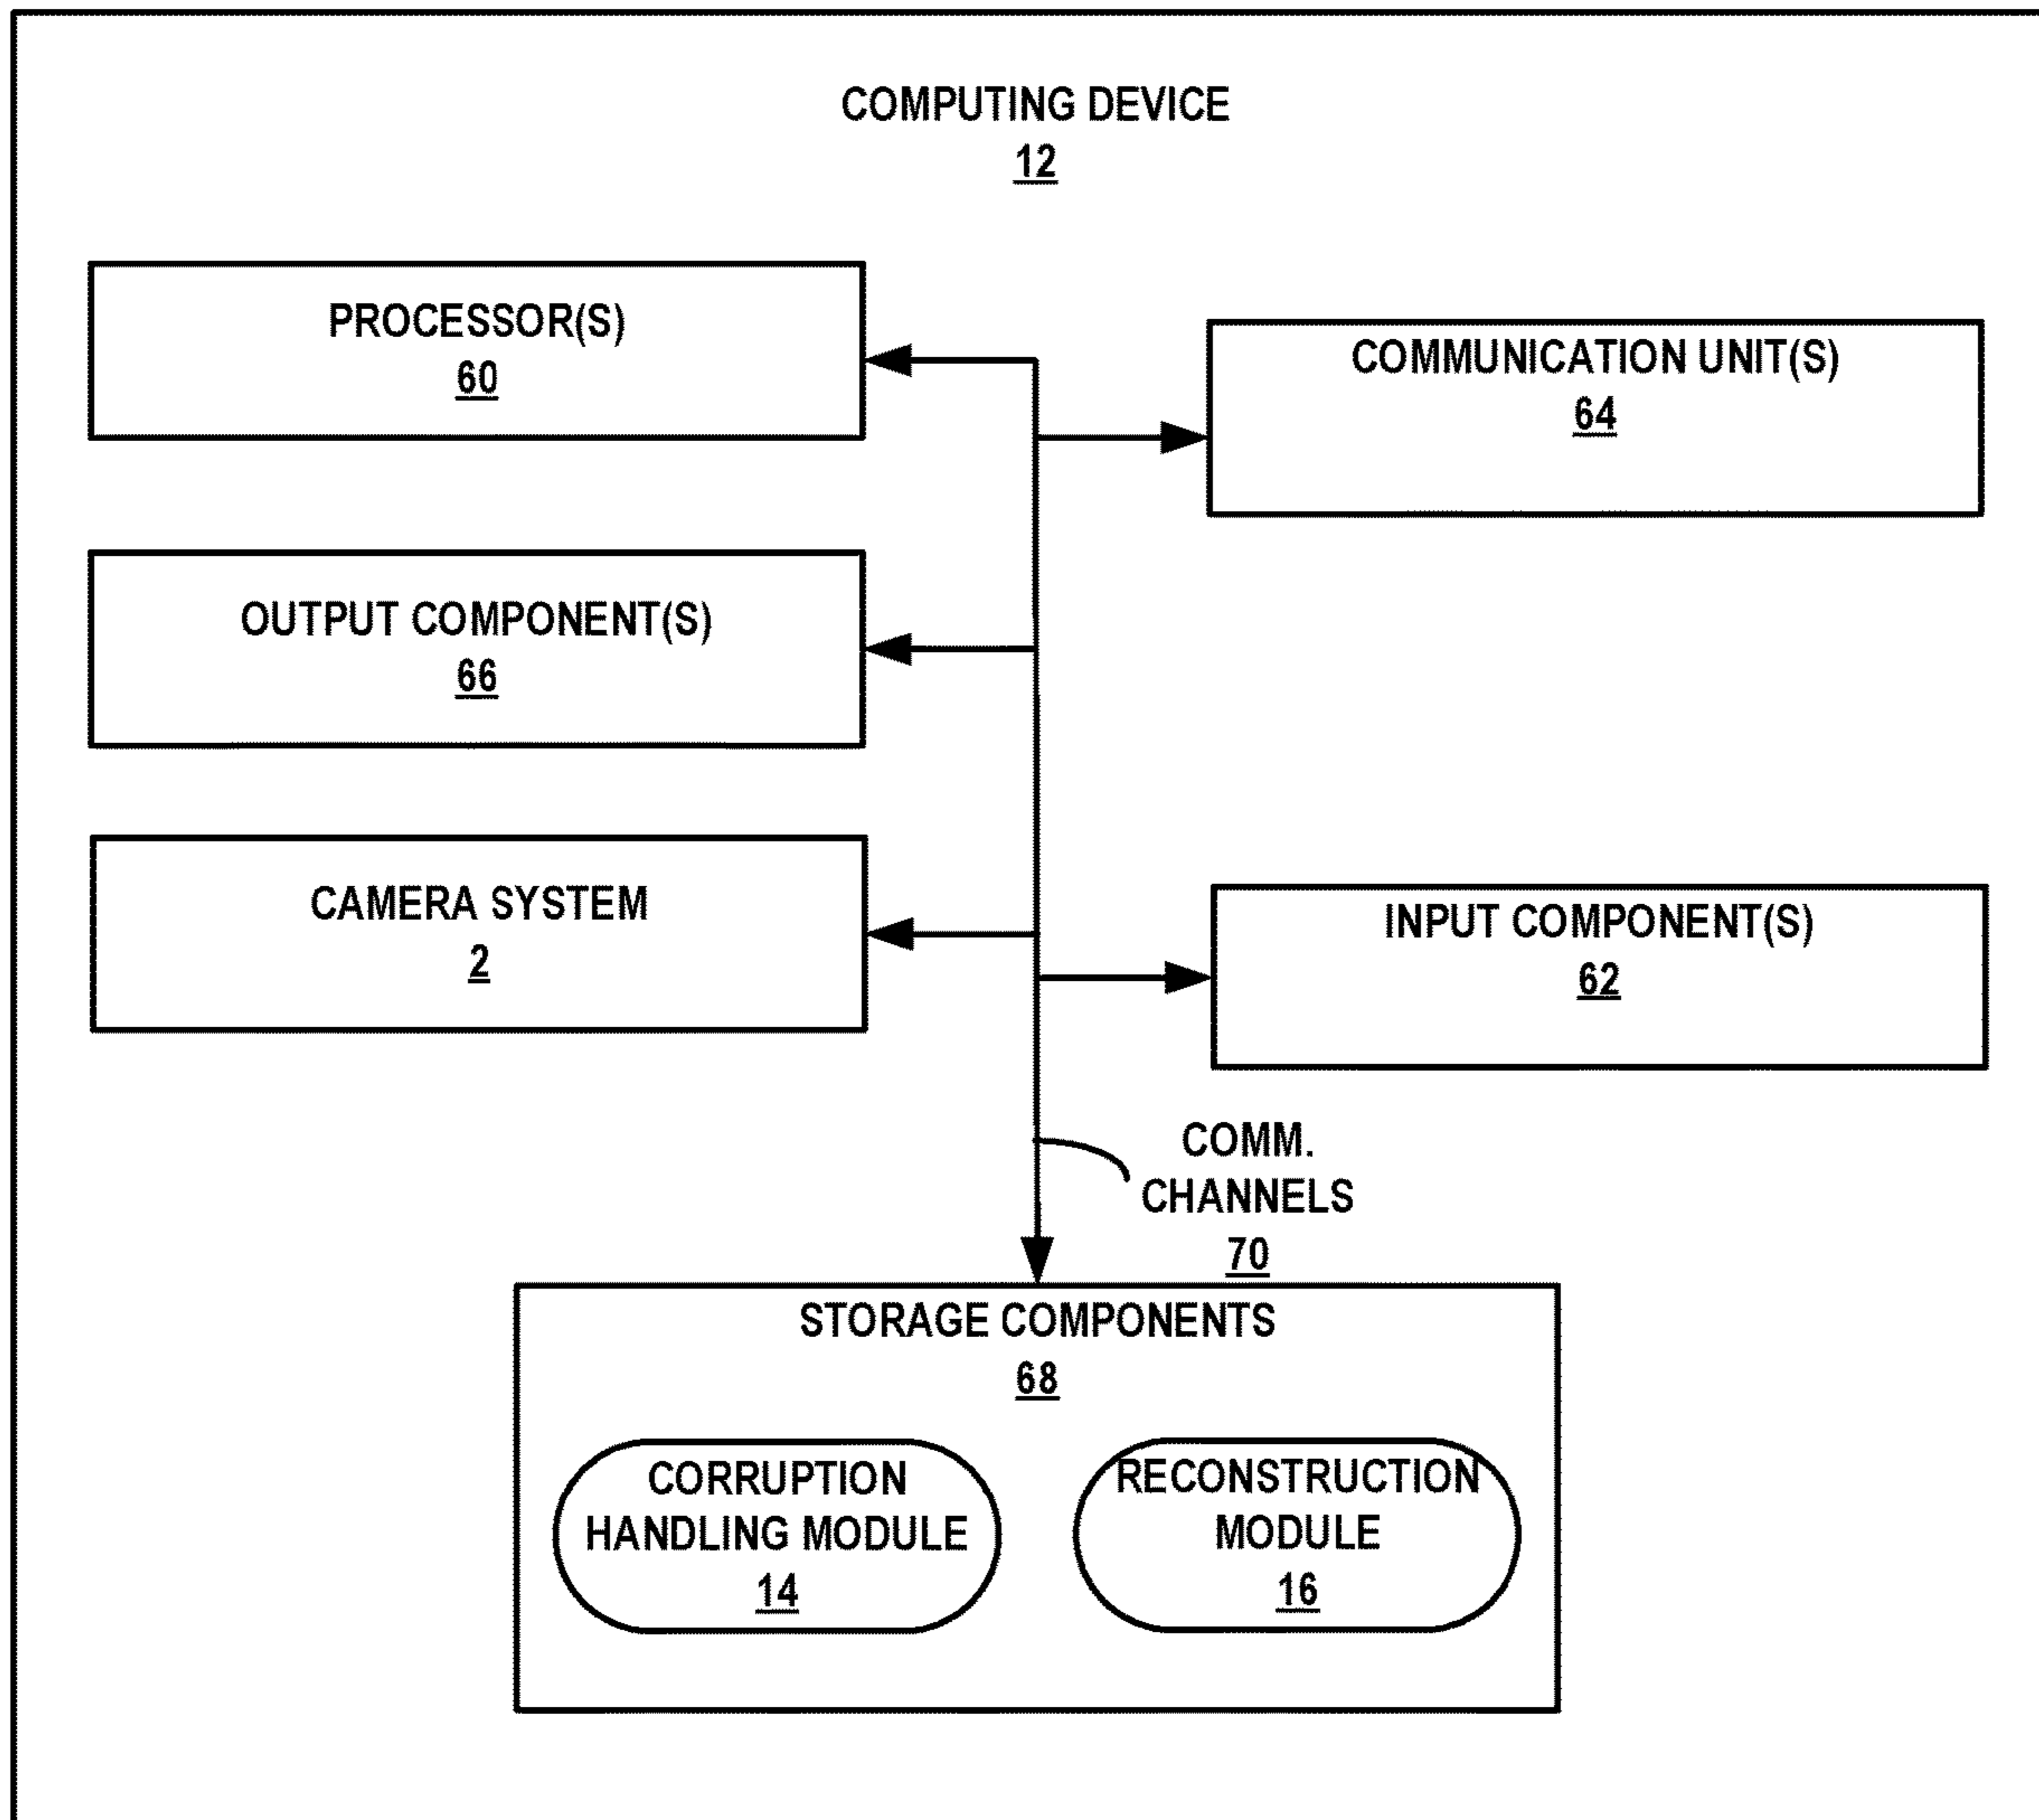 COMPUTING DEVICE
12
PROCESSOR(S)
60
COMMUNICATION UNIT(S)
64
OUTPUT COMPONENT(S)
66
CAMERA SYSTEM
2
INPUT COMPONENT(S)
62
COMM.
CHANNELS
70
STORAGE COMPONENTS
68
CORRUPTION
HANDLING MODULE
14
RECONSTRUCTION
MODULE
16